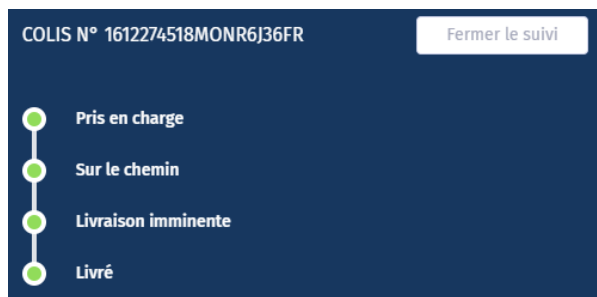 COLIS N° 1612274518MONR6J36FR
Fermer le suivi
Pris en charge
Sur le chemin
Livraison imminente
Livré